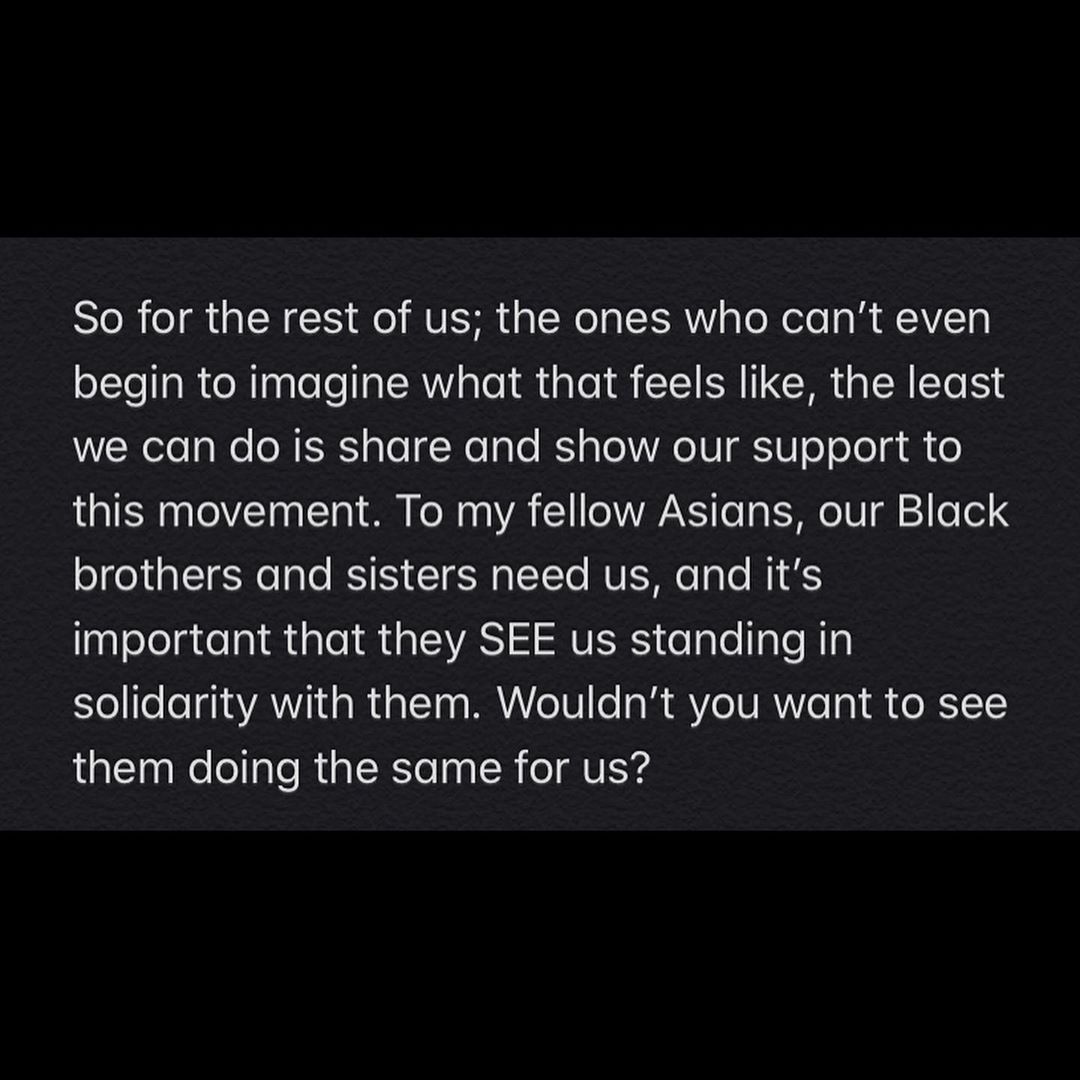 So for the rest of us; the ones who can’t even
begin to imagine what that feels like, the least
we can do is share and show our support to
this movement. To my fellow Asians, our Black
brothers and sisters need us, and it’s
important that they SEE us standing in
solidarity with them. Wouldn’t you want to see
them doing the same for us?